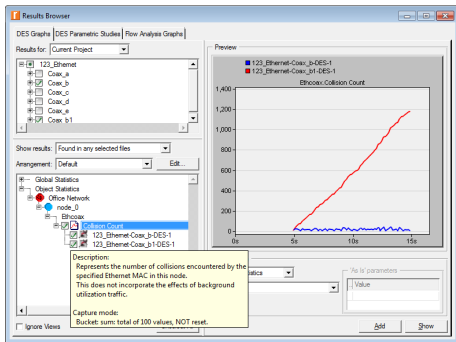 Results Browser
DES Graphs DES Parametric Studies Flow Analysis Graphs
Results for: Current Project
123_Ethernet
Coax_a
Coax_b
Coax_c
Coax_d
Coax_e
Coax_b1
Show results: Found in any selected files
Arrangement: Default Edit...
Global Statistics
Object Statistics
Office Network
node_0
Ethcoax
Collision Count
123_Ethernet-Coax_b-DES-1
123_Ethernet-Coax_b1-DES-1
Description:
Represents the number of collisions encountered by the
specified Ethernet MAC in this node.
This does not incorporate the effects of background
utilization traffic.
Capture mode:
Bucket: sum: total of 100 values, NOT reset.
Ignore Views
Preview
123_Ethernet-Coax_b-DES-1
123_Ethernet-Coax_b1-DES-1
Ethcoax.Collision Count
1,400
1,200
1,000
800
600
400
200
0
0s 5s 10s 15s
'As Is' parameters
Value
Add Show